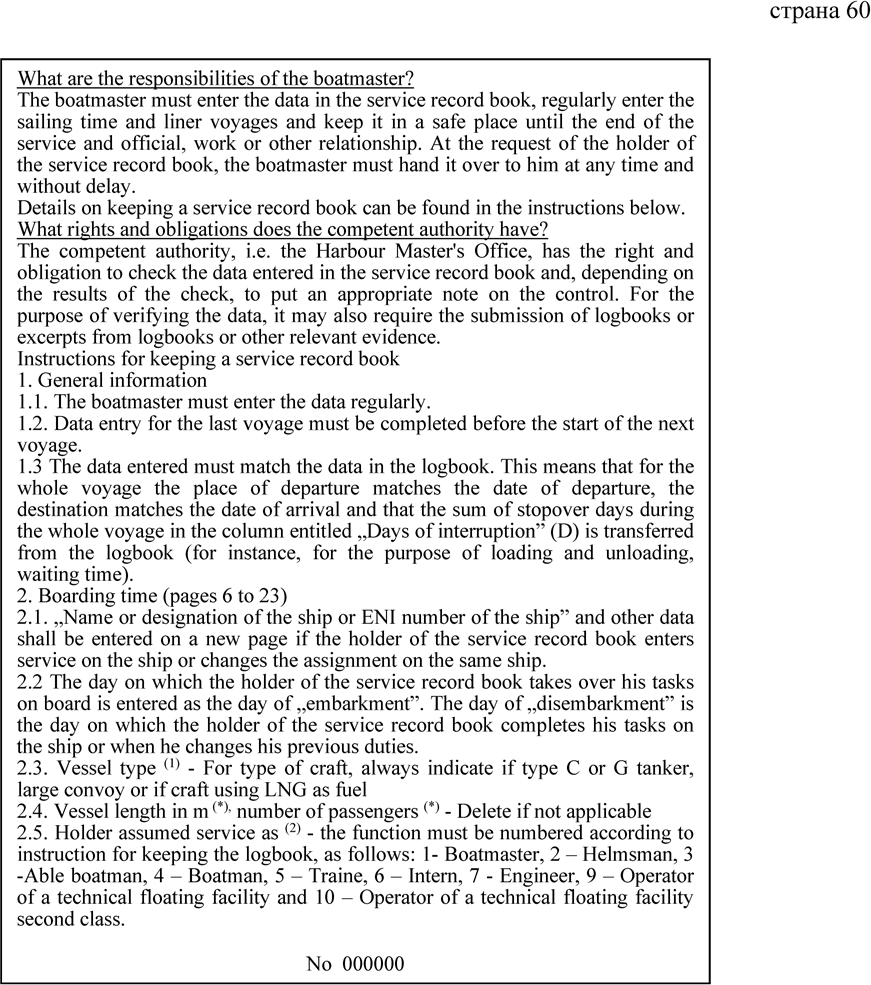 страна 60
What are the responsibilities of the boatmaster?
The boatmaster must enter the data in the service record book, regularly enter the
sailing time and liner voyages and keep it in a safe place until the end of the
service and official, work or other relationship. At the request of the holder of
the service record book, the boatmaster must hand it over to him at any time and
without delay.
Details on keeping a service record book can be found in the instructions below.
What rights and obligations does the competent authority have?
The competent authority, i.e. the Harbour Master's Office, has the right and
obligation to check the data entered in the service record book and, depending on
the results of the check, to put an appropriate note on the control. For the
purpose of verifying the data, it may also require the submission of logbooks or
excerpts from logbooks or other relevant evidence.
Instructions for keeping a service record book
1. General information
1.1. The boatmaster must enter the data regularly.
1.2. Data entry for the last voyage must be completed before the start of the next
voyage.
1.3 The data entered must match the data in the logbook. This means that for the
whole voyage the place of departure matches the date of departure, the
destination matches the date of arrival and that the sum of stopover days during
the whole voyage in the column entitled „Days of interruption” (D) is transferred
from the logbook (for instance, for the purpose of loading and unloading,
waiting time).
2. Boarding time (pages 6 to 23)
2.1. „Name or designation of the ship or ENI number of the ship” and other data
shall be entered on a new page if the holder of the service record book enters
service on the ship or changes the assignment on the same ship.
2.2 The day on which the holder of the service record book takes over his tasks
on board is entered as the day of „embarkment”. The day of „disembarkment” is
the day on which the holder of the service record book completes his tasks on
the ship or when he changes his previous duties.
2.3. Vessel type (1) - For type of craft, always indicate if type C or G tanker,
large convoy or if craft using LNG as fuel
2.4. Vessel length in m (*), number of passengers (*) - Delete if not applicable
2.5. Holder assumed service as (2) - the function must be numbered according to
instruction for keeping the logbook, as follows: 1- Boatmaster, 2 – Helmsman, 3
-Able boatman, 4 – Boatman, 5 – Traine, 6 – Intern, 7 - Engineer, 9 – Operator
of a technical floating facility and 10 – Operator of a technical floating facility
second class.
No 000000